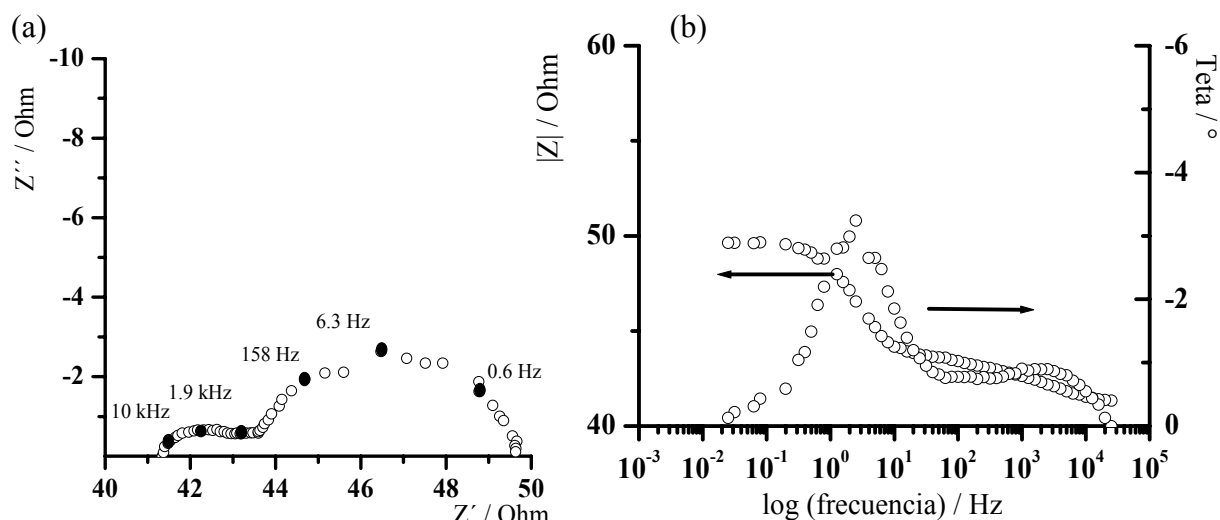 (a)
-10
-8
-6
-4
-2
Z´´ / Ohm
10 kHz
1.9 kHz
158 Hz
6.3 Hz
0.6 Hz
40 42 44 46 48 50
Z´ / Ohm
(b)
60
50
40
|Z| / Ohm
-6
-4
-2
0
Teta / °
10-3 10-2 10-1 100 101 102 103 104 105
log (frecuencia) / Hz